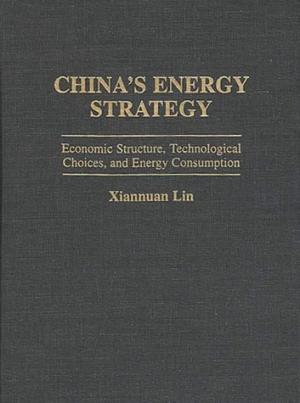 CHINA'S ENERGY
STRATEGY
Economic Structure, Technological
Choices, and Energy Consumption
Xiannuan Lin